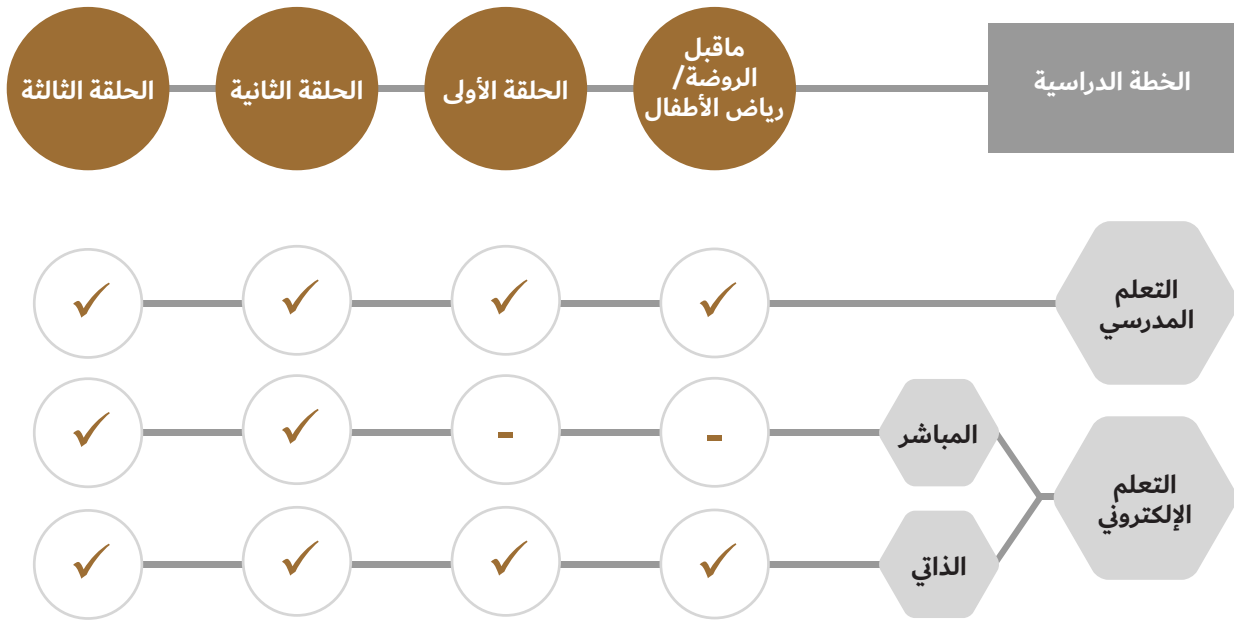 الخطة الدراسية
ماقبل
الروضة/
رياض الأطفال
الحلقة الأولى
الحلقة الثانية
الحلقة الثالثة
التعلم
المدرسي
✓ ✓ ✓ ✓
التعلم
الإلكتروني
المباشر
- - ✓ ✓
الذاتي
✓ ✓ ✓ ✓